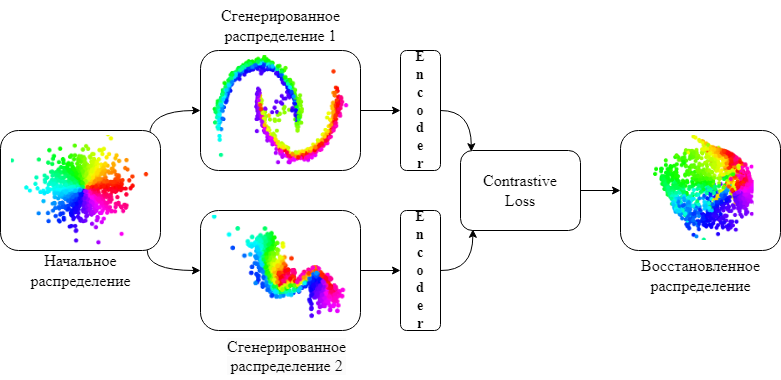 Сгенерированное
распределение 1
Encoder
Начальное
распределение
Contrastive
Loss
Восстановленное
распределение
Encoder
Сгенерированное
распределение 2